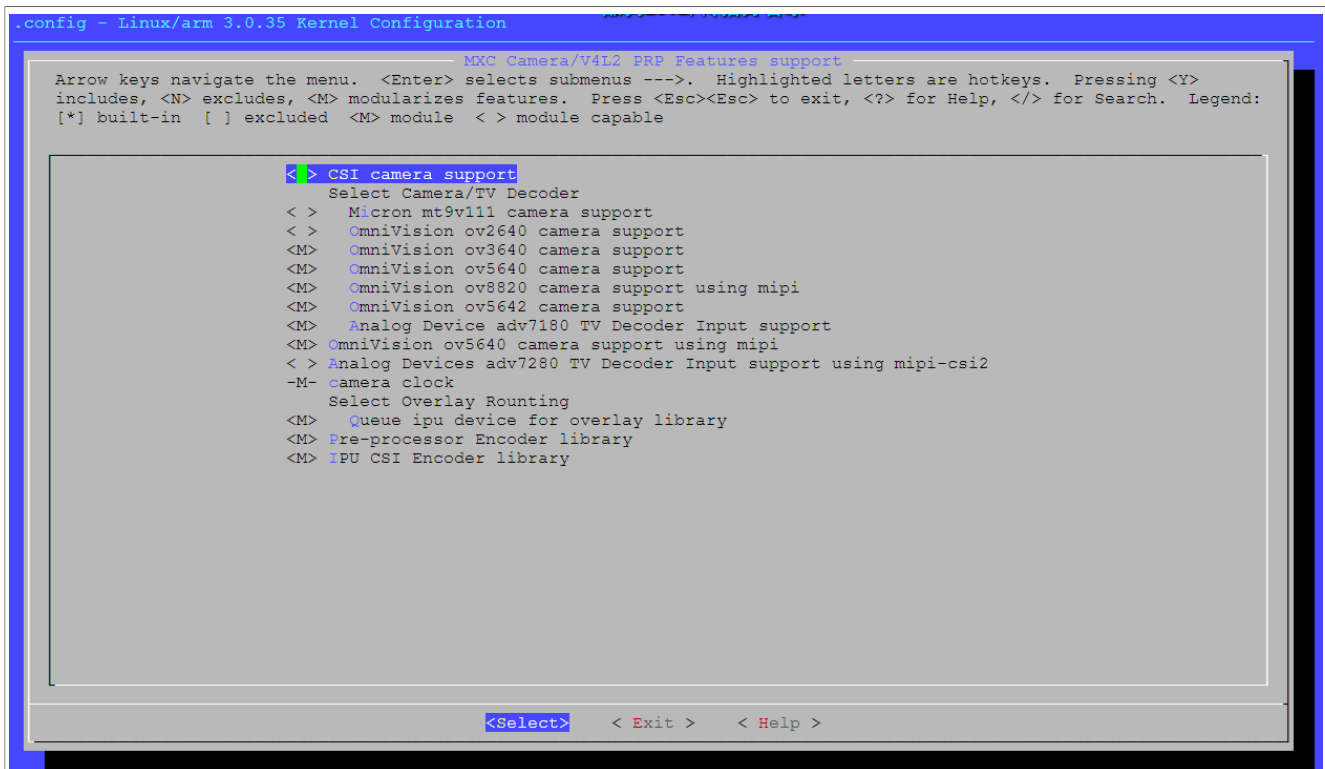 .config - Linux/arm 3.0.35 Kernel Configuration
MXC Camera/V4L2 PRP Features support
Arrow keys navigate the menu. <Enter> selects submenus --->. Highlighted letters are hotkeys. Pressing <Y>
includes, <N> excludes, <M> modularizes features. Press <Esc><Esc> to exit, <?> for Help, </> for Search. Legend:
[*] built-in [ ] excluded <M> module < > module capable
< > CSI camera support
Select Camera/TV Decoder
< > Micron mt9v111 camera support
< > OmniVision ov2640 camera support
<M> OmniVision ov3640 camera support
<M> OmniVision ov5640 camera support
<M> OmniVision ov8820 camera support using mipi
<M> OmniVision ov5642 camera support
<M> Analog Device adv7180 TV Decoder Input support
<M> OmniVision ov5640 camera support using mipi
< > Analog Devices adv7280 TV Decoder Input support using mipi-csi2
-M- camera clock
Select Overlay Rounting
<M> Queue ipu device for overlay library
<M> Pre-processor Encoder library
<M> IPU CSI Encoder library
<Select> < Exit > < Help >